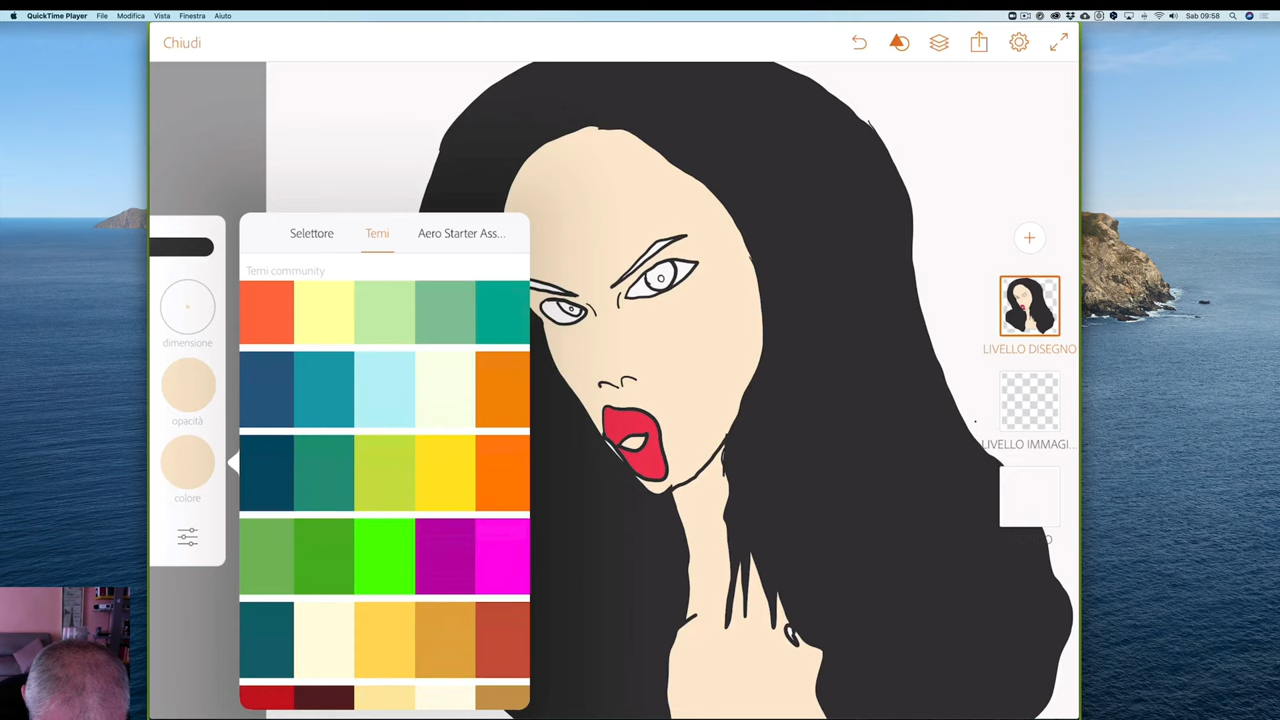 QuickTime Player File Modifica Vista Finestra Aiuto
Sab 09:58
Chiudi
Selettore Temi Aero Starter Ass...
Temi community
dimensione
opacità
colore
LIVELLO DISEGNO
LIVELLO IMMAGI...